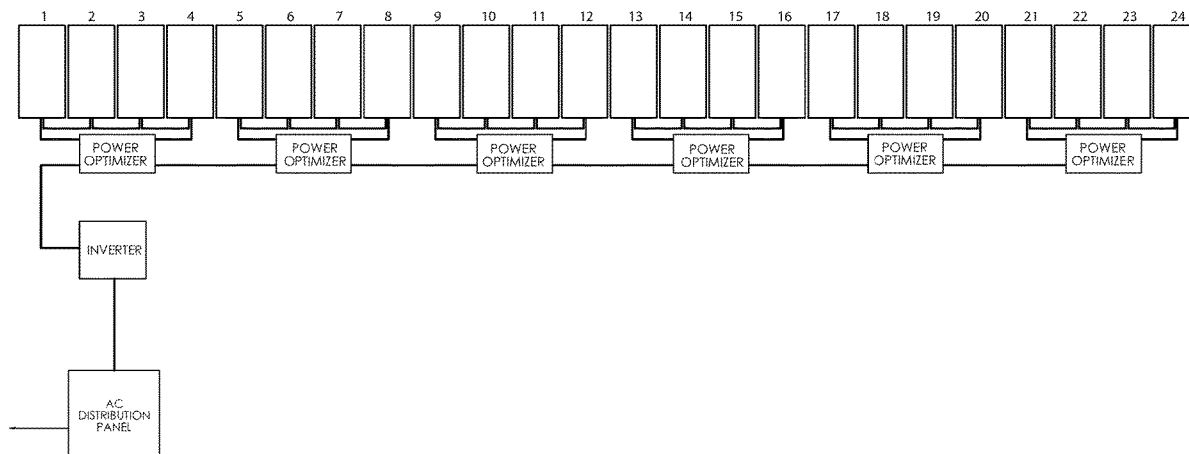 1 2 3 4 5 6 7 8 9 10 11 12 13 14 15 16 17 18 19 20 21 22 23 24
POWER OPTIMIZER
POWER OPTIMIZER
POWER OPTIMIZER
POWER OPTIMIZER
POWER OPTIMIZER
POWER OPTIMIZER
INVERTER
AC
DISTRIBUTION
PANEL